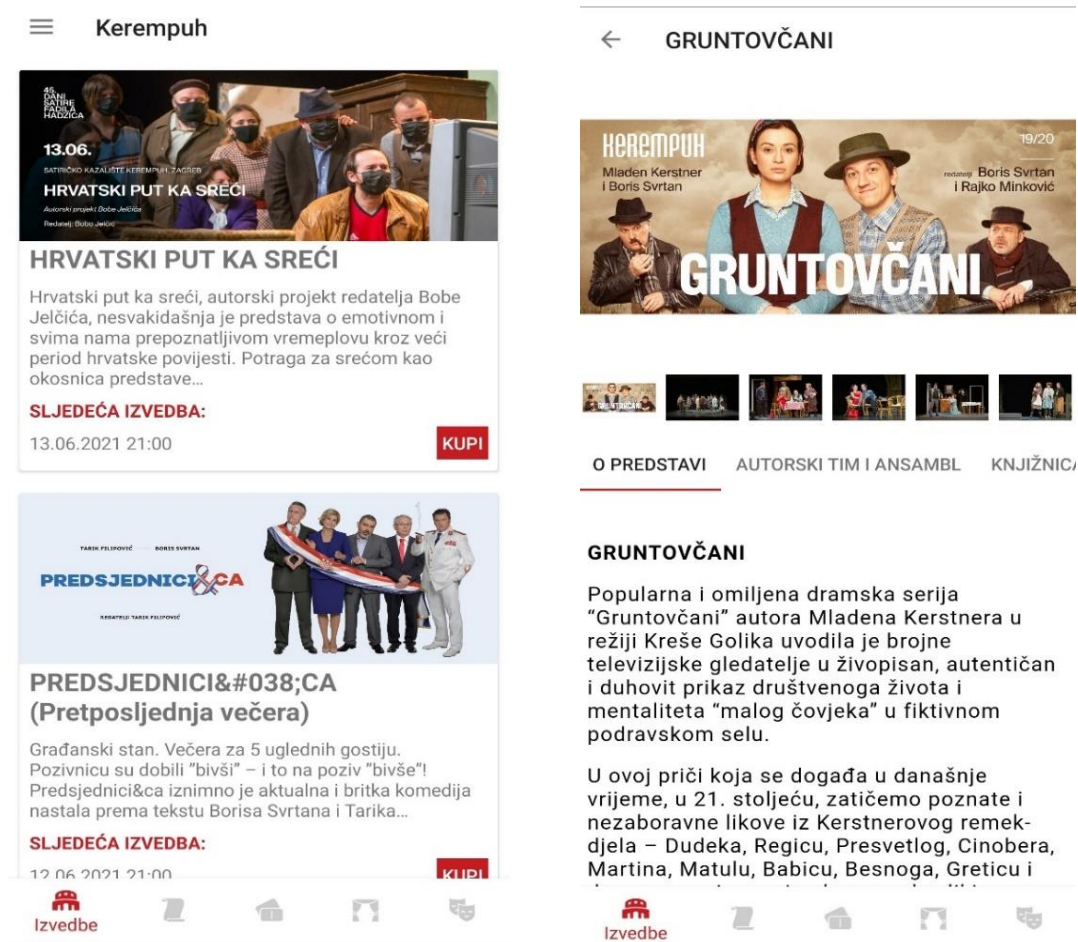 Kerempuh
45.
DANI
SATIRE
FADILA
HADŽIĆA
13.06.
SATIRIČKO KAZALIŠTE KEREMPUH, ZAGREB
HRVATSKI PUT KA SREĆI
Autorski projekt Bobe Jelčića
Redatelj: Bobo Jelčić
HRVATSKI PUT KA SREĆI
Hrvatski put ka sreći, autorski projekt redatelja Bobe
Jelčića, nesvakidašnja je predstava o emotivnom i
svima nama prepoznatljivom vremeplovu kroz veći
period hrvatske povijesti. Potraga za srećom kao
okosnica predstave…
SLJEDEĆA IZVEDBA:
13.06.2021 21:00
KUPI
TARIK FILIPOVIĆ BORIS SVRTAN
PREDSJEDNICI&CA
REDATELJ TARIK FILIPOVIĆ
PREDSJEDNICI&#038;CA
(Pretposljednja večera)
Građanski stan. Večera za 5 uglednih gostiju.
Pozivnicu su dobili ”bivši” – i to na poziv ”bivše”!
Predsjednici&ca iznimno je aktualna i britka komedija
nastala prema tekstu Borisa Svrtana i Tarika…
SLJEDEĆA IZVEDBA:
12.06.2021 21:00
KUPI
Izvedbe
GRUNTOVČANI
KEREMPUH
19/20
Mladen Kerstner
i Boris Svrtan
redatelji Boris Svrtan
i Rajko Minković
GRUNTOVČANI
O PREDSTAVI AUTORSKI TIM I ANSAMBL KNJIŽNICA
GRUNTOVČANI
Popularna i omiljena dramska serija
“Gruntovčani” autora Mladena Kerstnera u
režiji Kreše Golika uvodila je brojne
televizijske gledatelje u živopisan, autentičan
i duhovit prikaz društvenoga života i
mentaliteta “malog čovjeka” u fiktivnom
podravskom selu.
U ovoj priči koja se događa u današnje
vrijeme, u 21. stoljeću, zatičemo poznate i
nezaboravne likove iz Kerstnerovog remek-
djela – Dudeka, Regicu, Presvetlog, Cinobera,
Martina, Matulu, Babicu, Besnoga, Greticu i
Izvedbe